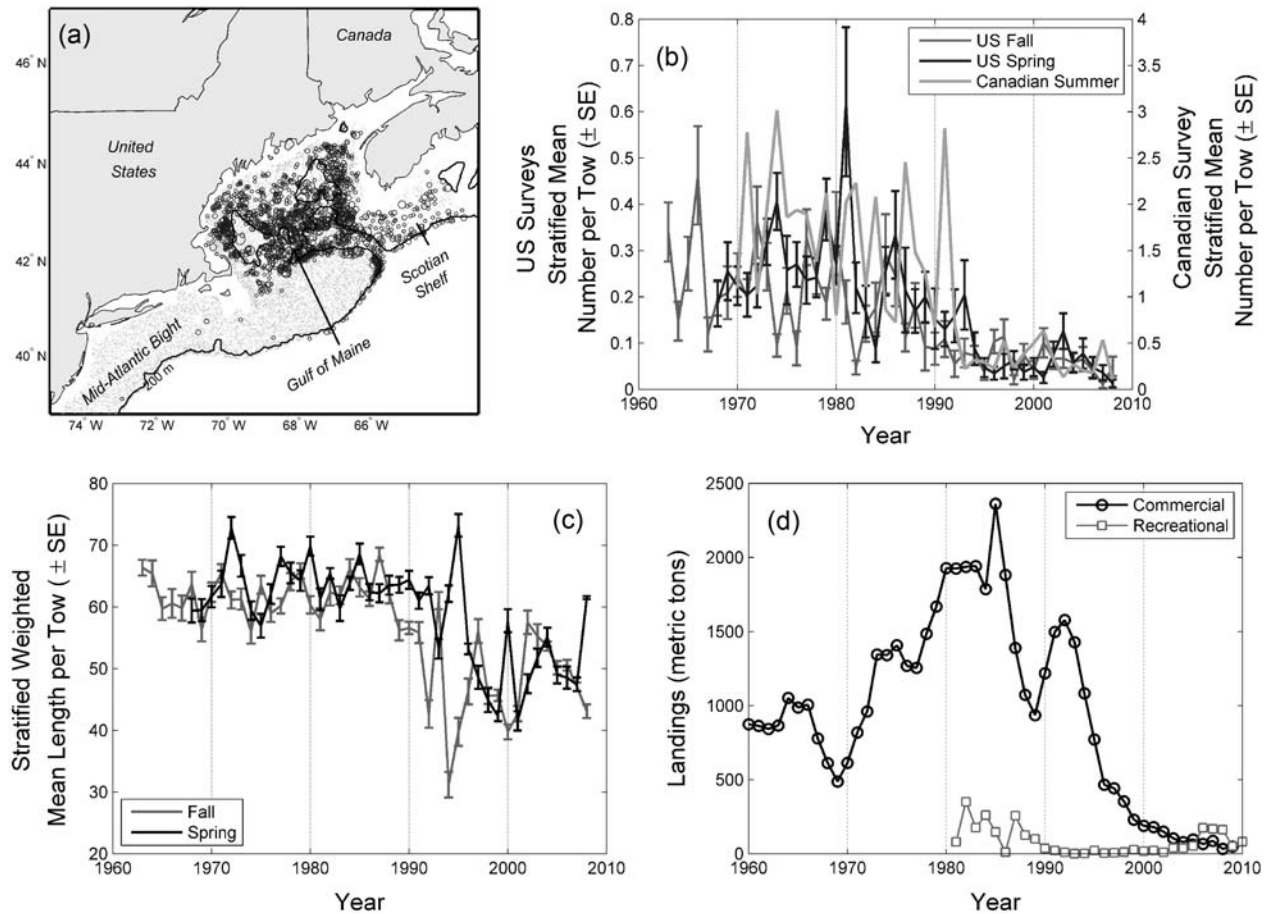 (a)
Canada
United
States
Mid-Atlantic Bight
200 m
Gulf of Maine
Scotian
Shelf
46° N
44° N
42° N
40° N
74° W
72° W
70° W
68° W
66° W
(b)
US Fall
US Spring
Canadian Summer
US Surveys
Stratified Mean
Number per Tow (± SE)
0.8
0.7
0.6
0.5
0.4
0.3
0.2
0.1
0
Canadian Survey
Stratified Mean
Number per Tow (± SE)
4
3.5
3
2.5
2
1.5
1
0.5
0
1960 1970 1980 1990 2000 2010
Year
(c)
Fall
Spring
Stratified Weighted
Mean Length per Tow (± SE)
80
70
60
50
40
30
20
1960 1970 1980 1990 2000 2010
Year
(d)
Commercial
Recreational
Landings (metric tons)
2500
2000
1500
1000
500
0
1960 1970 1980 1990 2000 2010
Year